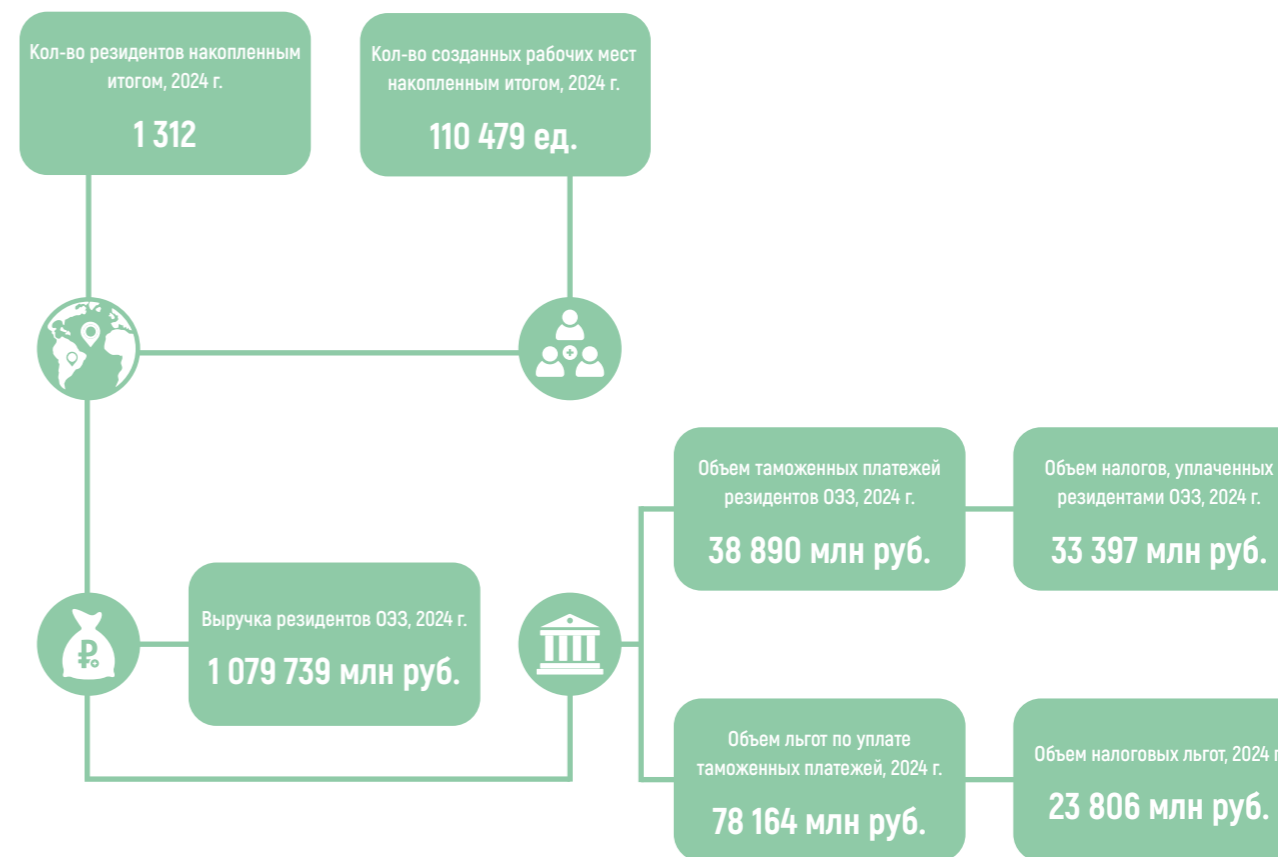 Кол-во резидентов накопленным
итогом, 2024 г.
1 312
Кол-во созданных рабочих мест
накопленным итогом, 2024 г.
110 479 ед.
Объем таможенных платежей
резидентов ОЭЗ, 2024 г.
38 890 млн руб.
Объем налогов, уплаченных
резидентами ОЭЗ, 2024 г.
33 397 млн руб.
Выручка резидентов ОЭЗ, 2024 г.
1 079 739 млн руб.
Объем льгот по уплате
таможенных платежей, 2024 г.
78 164 млн руб.
Объем налоговых льгот, 2024 г
23 806 млн руб.